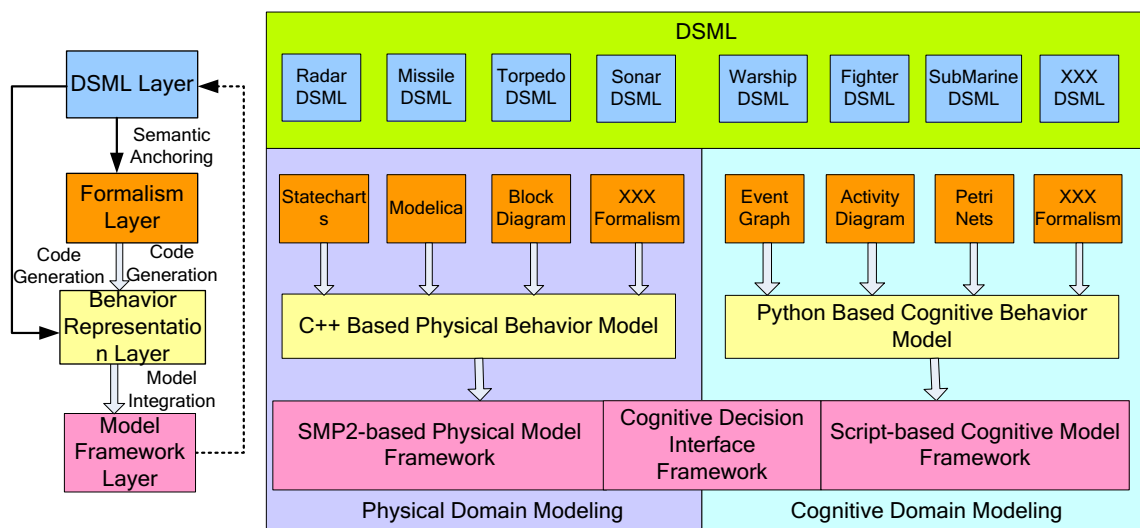 DSML Layer
Semantic
Anchoring
Formalism
Layer
Code
Generation
Code
Generation
Behavior
Representatio
n Layer
Model
Integration
Model
Framework
Layer
DSML
Radar
DSML
Missile
DSML
Torpedo
DSML
Sonar
DSML
Warship
DSML
Fighter
DSML
SubMarine
DSML
XXX
DSML
Statechart
s
Modelica
Block
Diagram
XXX
Formalism
Event
Graph
Activity
Diagram
Petri
Nets
XXX
Formalism
C++ Based Physical Behavior Model
Python Based Cognitive Behavior
Model
SMP2-based Physical Model
Framework
Cognitive Decision
Interface
Framework
Script-based Cognitive Model
Framework
Physical Domain Modeling
Cognitive Domain Modeling